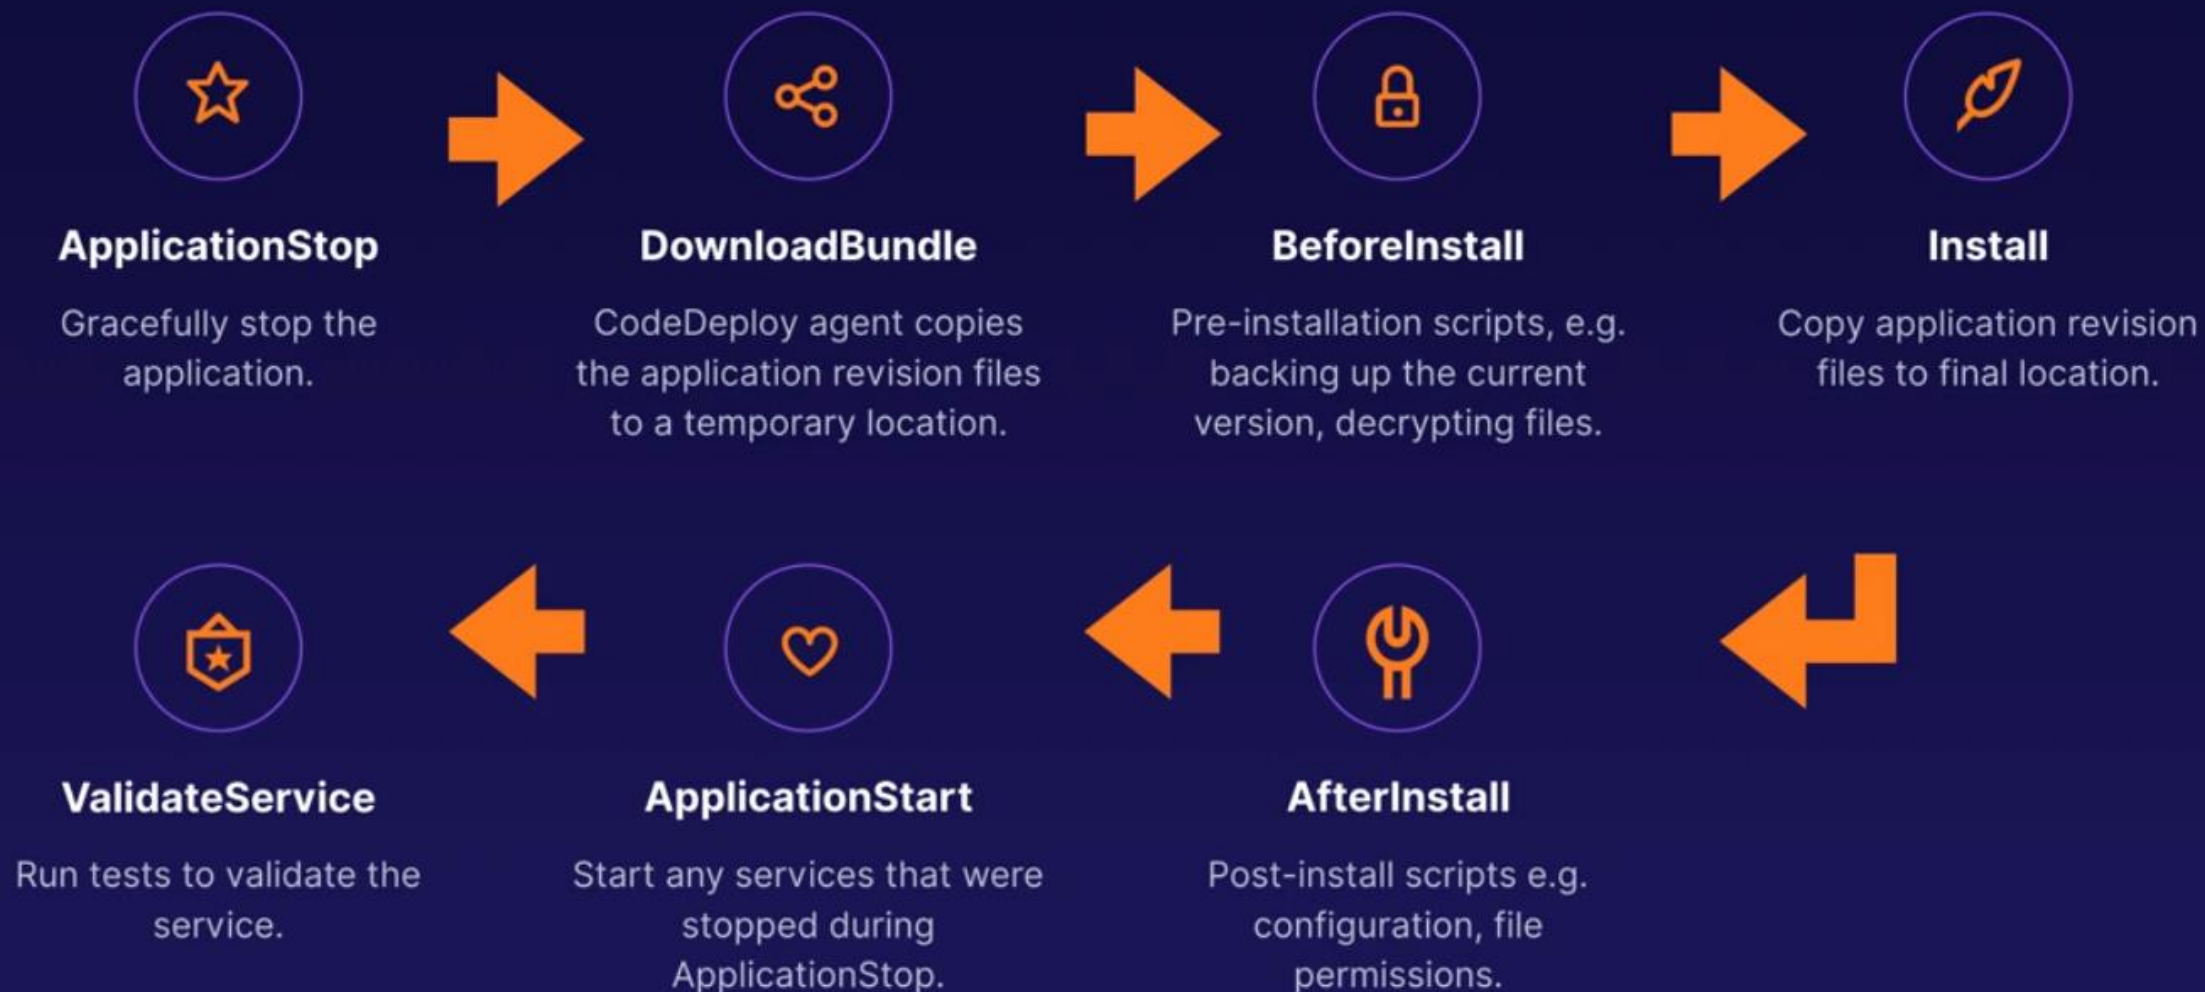 ApplicationStop
Gracefully stop the
application.
DownloadBundle
CodeDeploy agent copies
the application revision files
to a temporary location.
BeforeInstall
Pre-installation scripts, e.g.
backing up the current
version, decrypting files.
Install
Copy application revision
files to final location.
AfterInstall
Post-install scripts e.g.
configuration, file
permissions.
ApplicationStart
Start any services that were
stopped during
ApplicationStop.
ValidateService
Run tests to validate the
service.